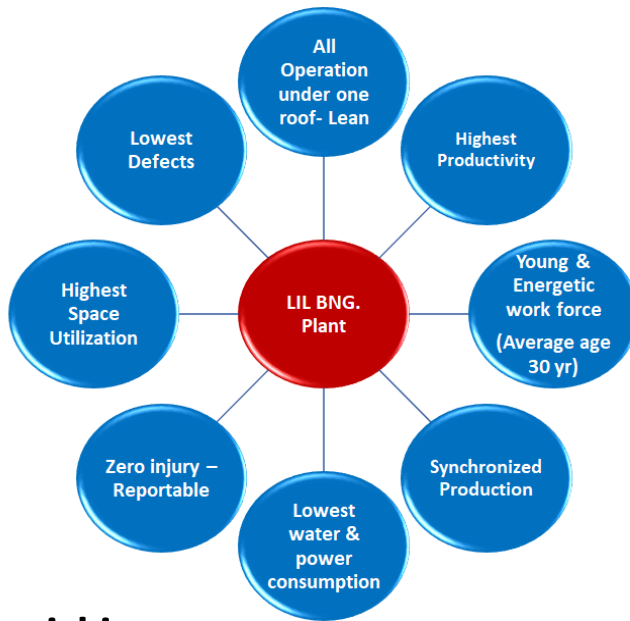 All
Operation
under one
roof- Lean
Highest
Productivity
Young &
Energetic
work force
(Average age
30 yr)
Synchronized
Production
Lowest
water &
power
consumption
Zero injury –
Reportable
Highest
Space
Utilization
Lowest
Defects
LIL BNG.
Plant